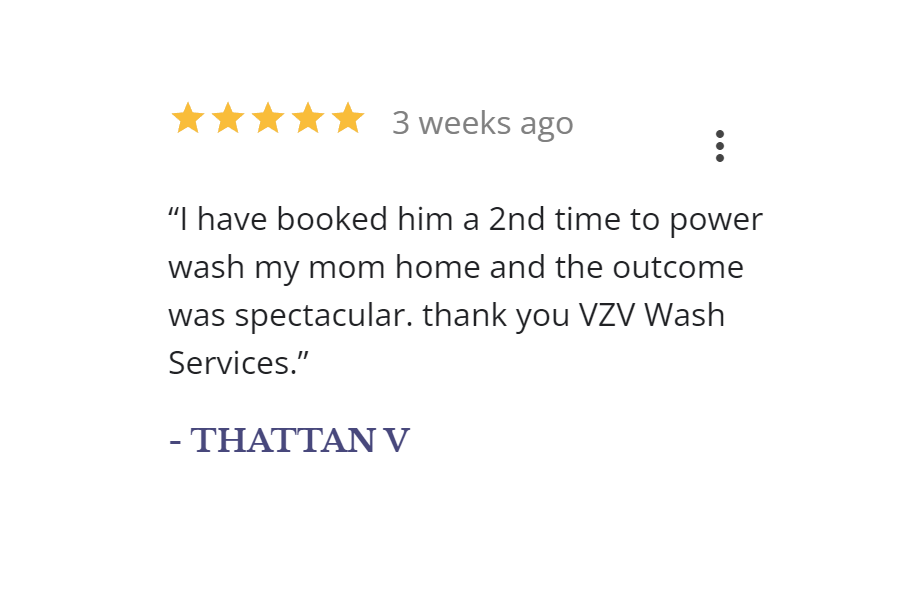 3 weeks ago
“I have booked him a 2nd time to power
wash my mom home and the outcome
was spectacular. thank you VZV Wash
Services.”
- THATTAN V